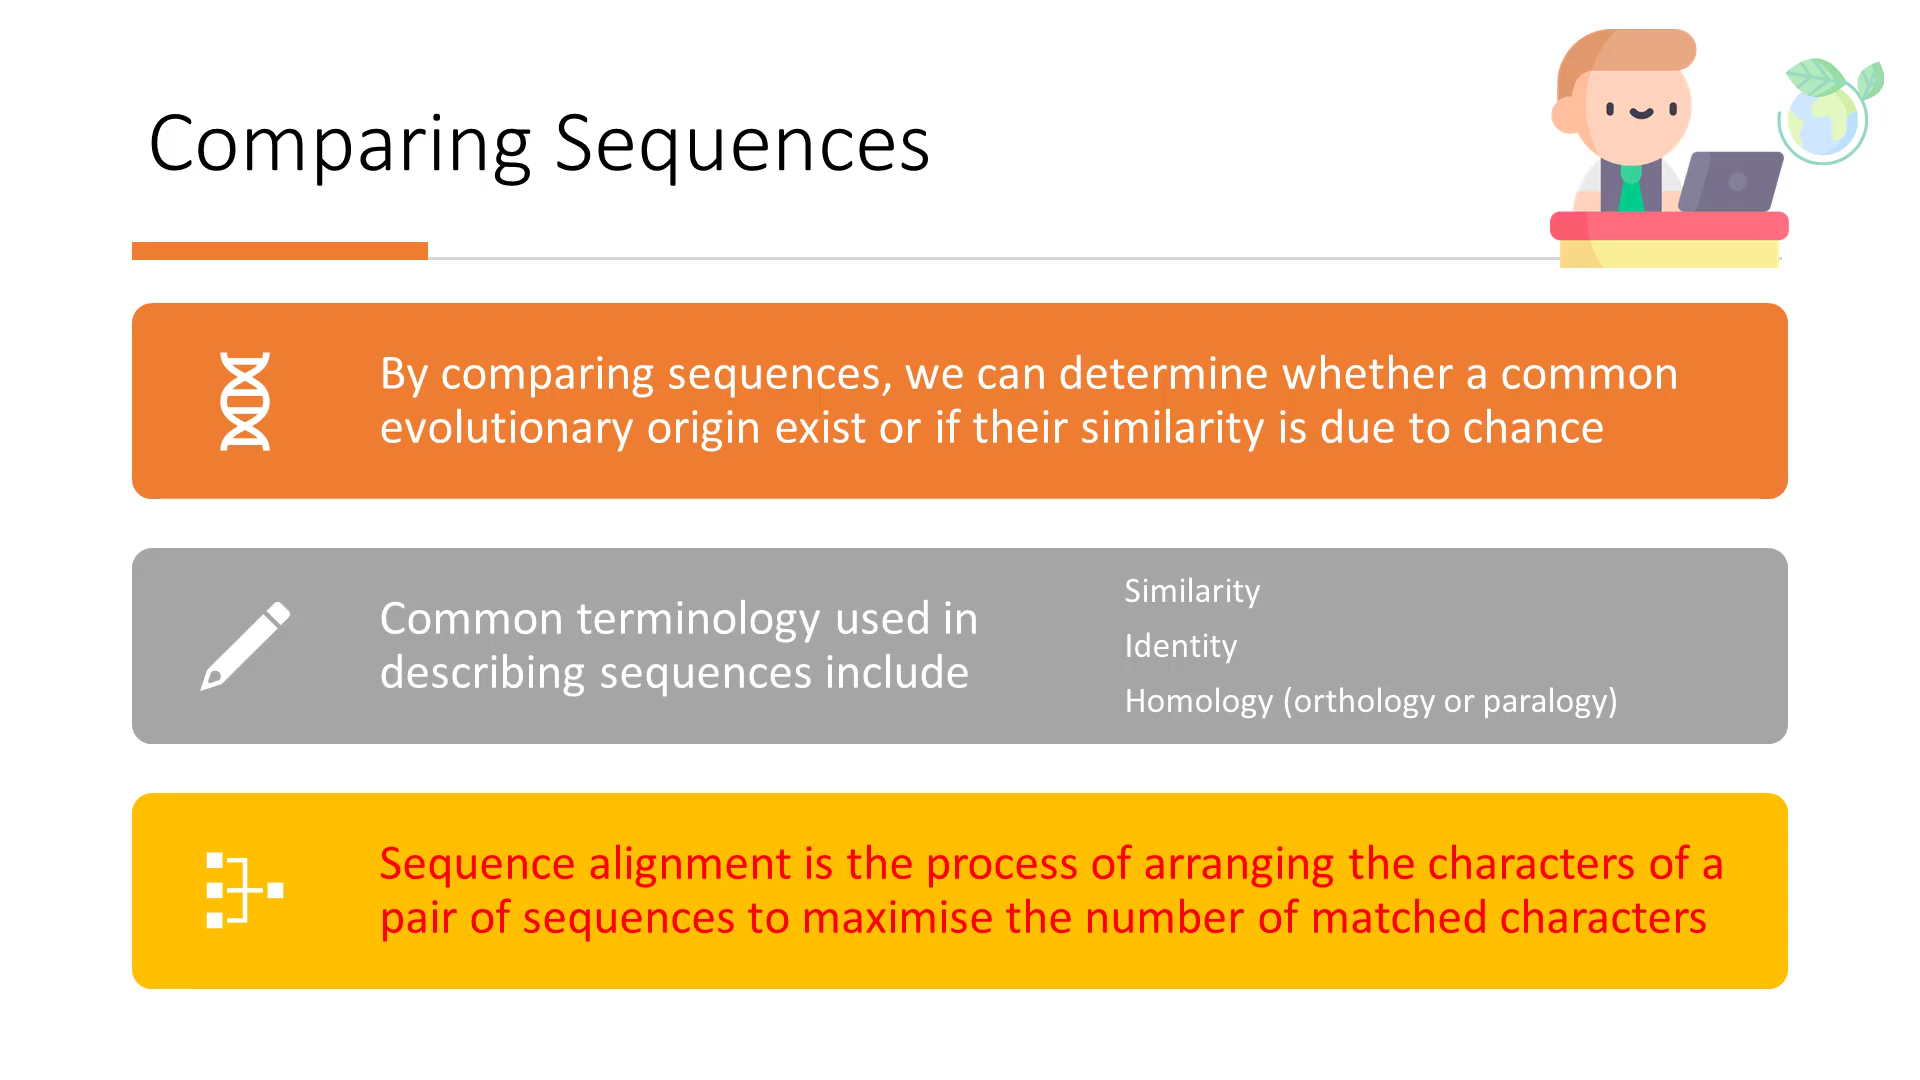 Comparing Sequences
By comparing sequences, we can determine whether a common
evolutionary origin exist or if their similarity is due to chance
Common terminology used in
describing sequences include
Similarity
Identity
Homology (orthology or paralogy)
Sequence alignment is the process of arranging the characters of a
pair of sequences to maximise the number of matched characters